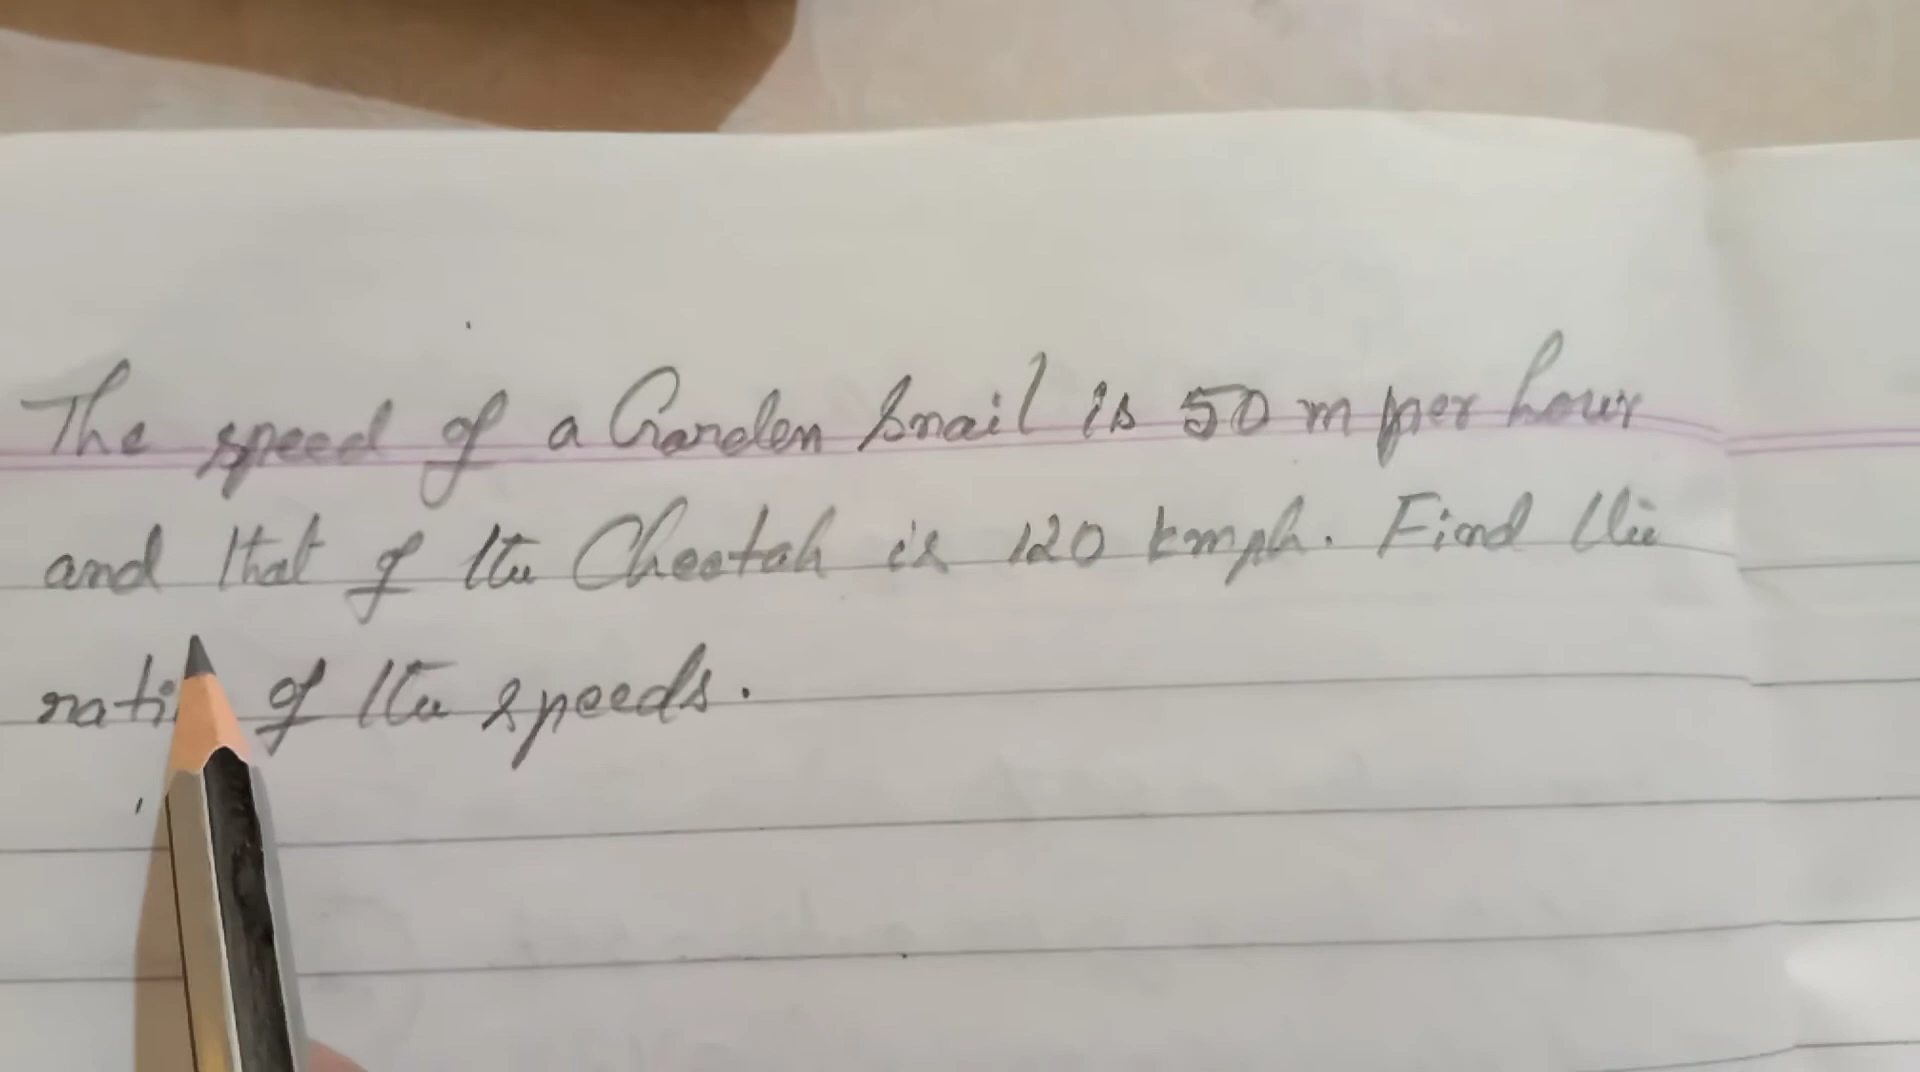 The speed of a Garden Snail is 50 m per hour
and that of the Cheetah is 120 kmph. Find the
ratio of the speeds.